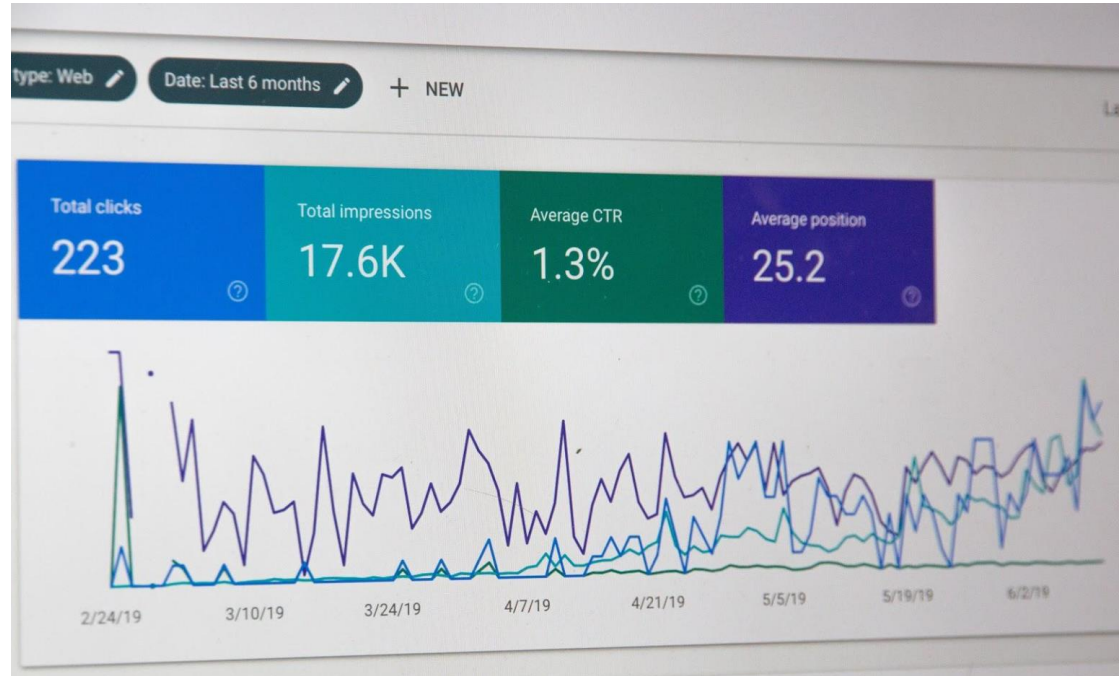 type: Web
Date: Last 6 months
+ NEW
Total clicks
Total impressions
Average CTR
Average position
223
17.6K
1.3%
25.2
2/24/19
3/10/19
3/24/19
4/7/19
4/21/19
5/5/19
5/19/19
6/2/19